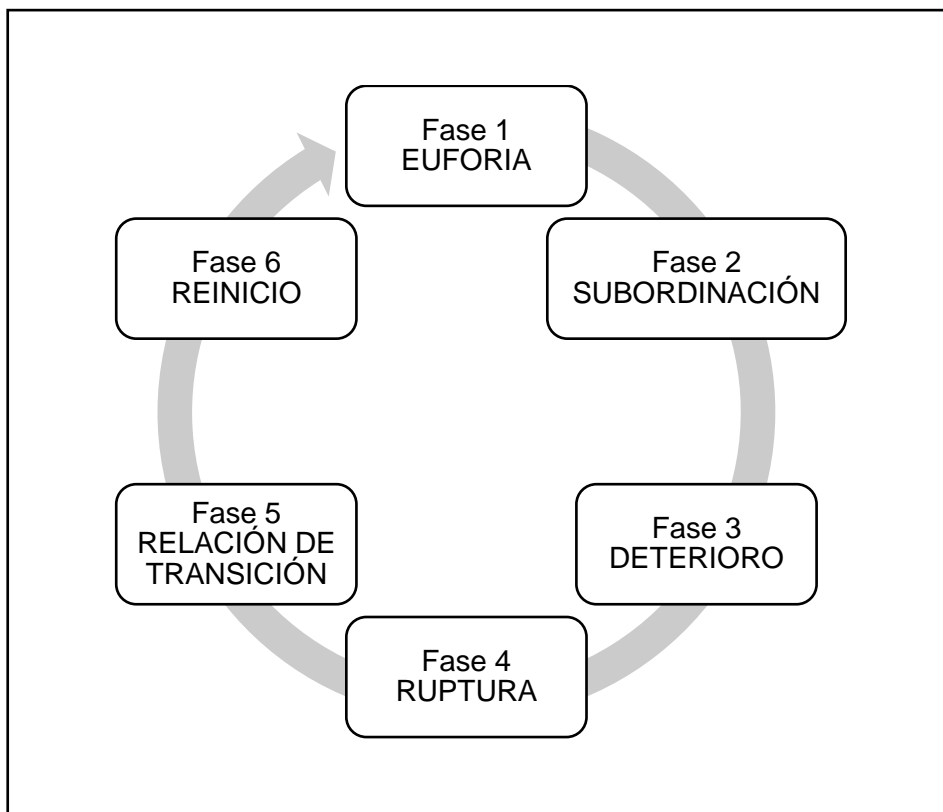 Fase 1
EUFORIA
Fase 2
SUBORDINACIÓN
Fase 3
DETERIORO
Fase 4
RUPTURA
Fase 5
RELACIÓN DE
TRANSICIÓN
Fase 6
REINICIO